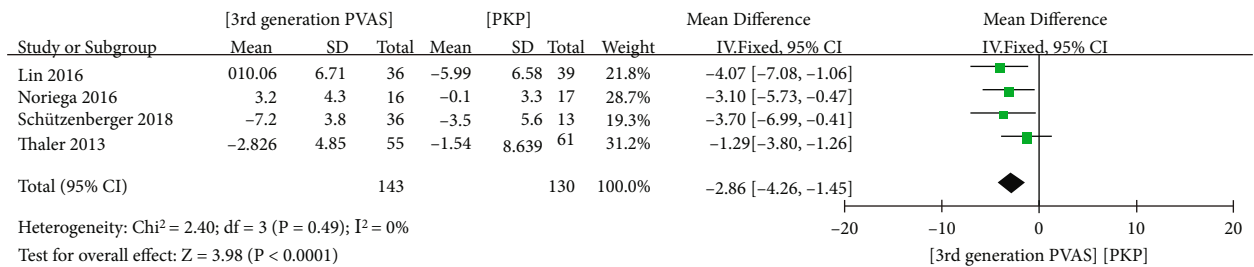 [3rd generation PVAS] [PKP] Mean Difference Mean Difference
Study or Subgroup Mean SD Total Mean SD Total Weight IV.Fixed, 95% CI IV.Fixed, 95% CI
Lin 2016 010.06 6.71 36 –5.99 6.58 39 21.8% –4.07 [–7.08, –1.06]
Noriega 2016 3.2 4.3 16 –0.1 3.3 17 28.7% –3.10 [–5.73, –0.47]
Schützenberger 2018 –7.2 3.8 36 –3.5 5.6 13 19.3% –3.70 [–6.99, –0.41]
Thaler 2013 –2.826 4.85 55 –1.54 8.639 61 31.2% –1.29[–3.80, –1.26]
Total (95% CI) 143 130 100.0% –2.86 [–4.26, –1.45]
Heterogeneity: Chi² = 2.40; df = 3 (P = 0.49); I² = 0%
–20 –10 0 10 20
Test for overall effect: Z = 3.98 (P < 0.0001) [3rd generation PVAS] [PKP]